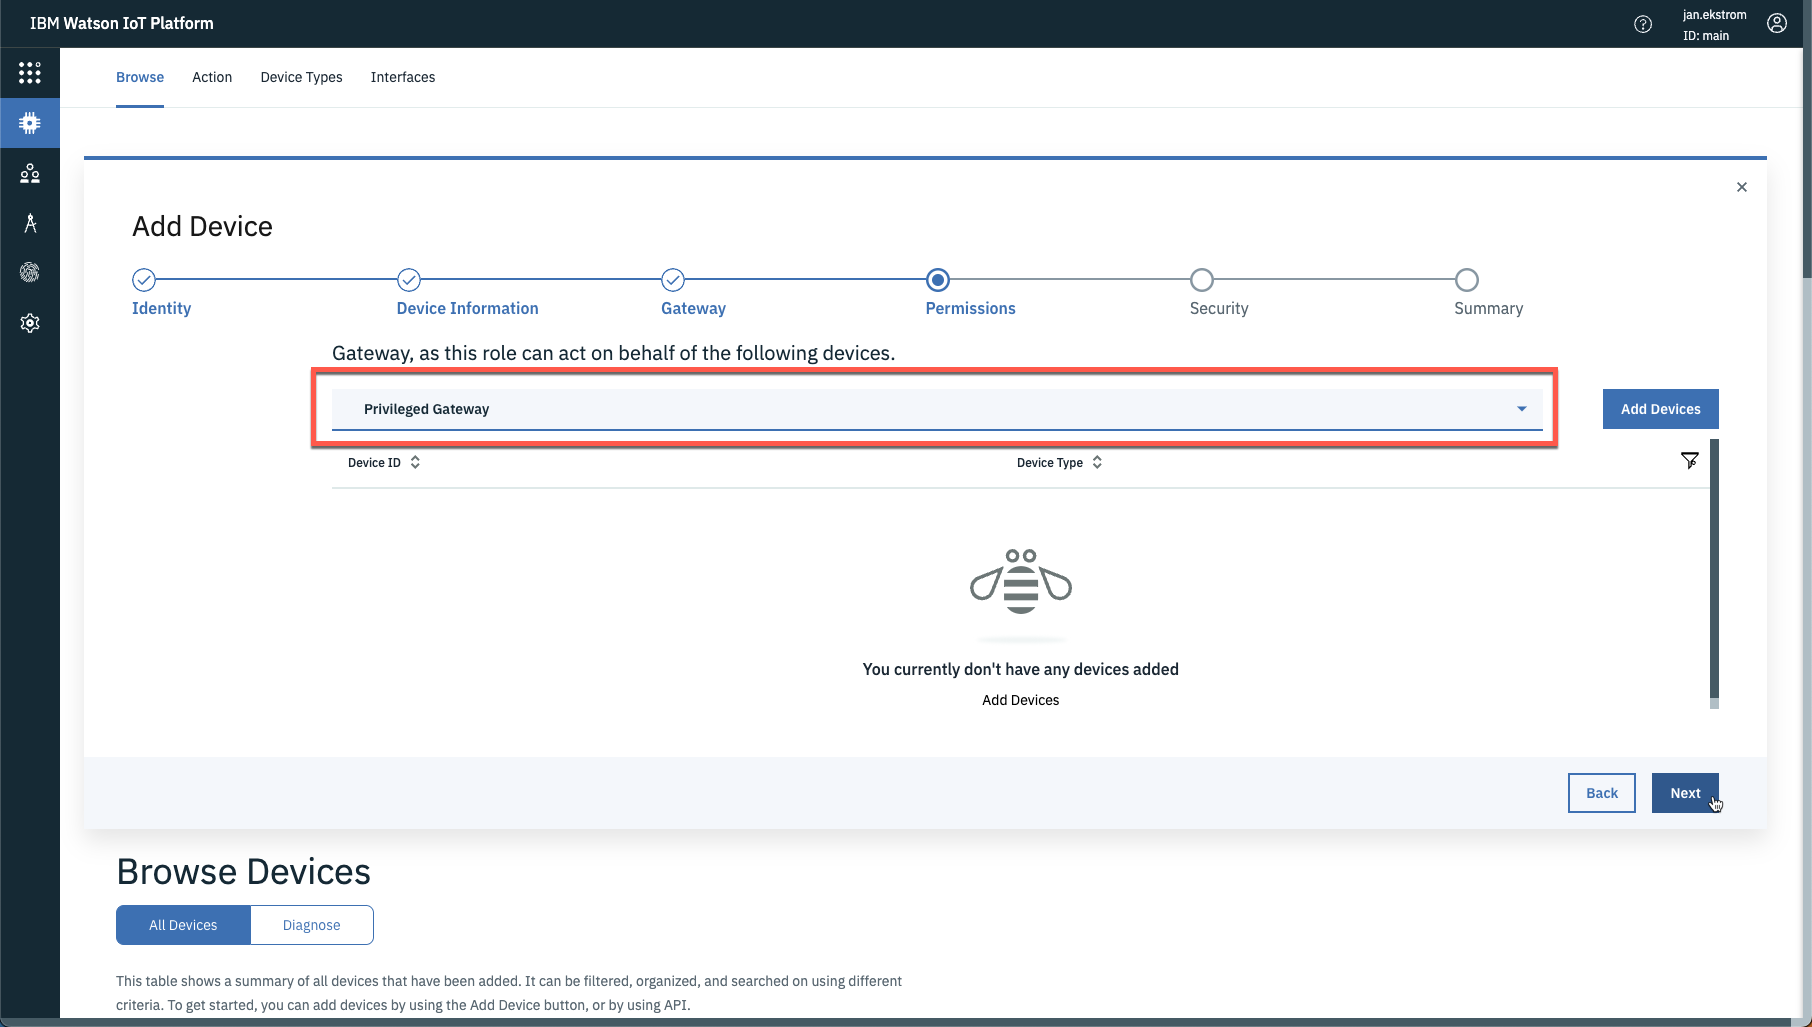 IBM Watson IoT Platform
jan.ekstrom
ID: main
Browse
Action
Device Types
Interfaces
Add Device
Identity
Device Information
Gateway
Permissions
Security
Summary
Gateway, as this role can act on behalf of the following devices.
Privileged Gateway
Add Devices
Device ID
Device Type
You currently don't have any devices added
Add Devices
Back
Next
Browse Devices
All Devices
Diagnose
This table shows a summary of all devices that have been added. It can be filtered, organized, and searched on using different
criteria. To get started, you can add devices by using the Add Device button, or by using API.